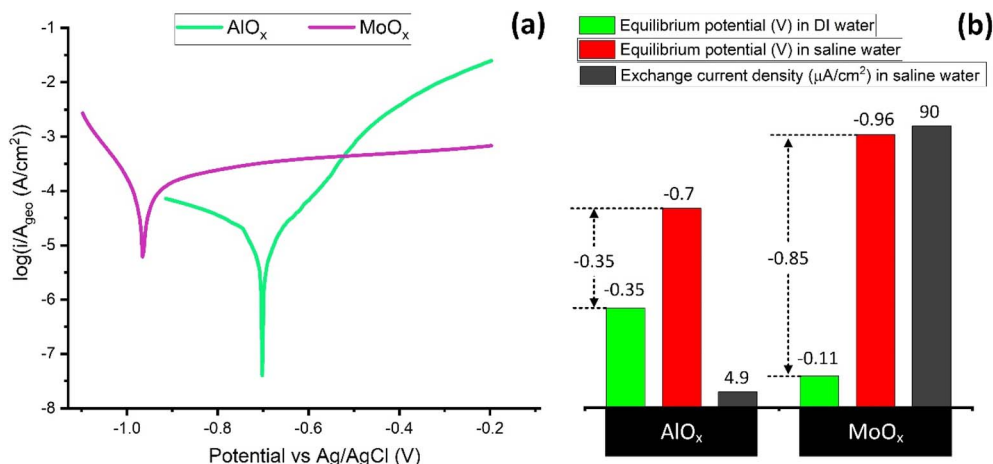 AlOx MoOx
(a)
-1
-2
-3
-4
-5
-6
-7
-8
log(i/Ageo (A/cm²))
-1.0 -0.8 -0.6 -0.4 -0.2
Potential vs Ag/AgCl (V)
Equilibrium potential (V) in DI water
Equilibrium potential (V) in saline water
Exchange current density (µA/cm²) in saline water
(b)
-0.96 90
-0.7
-0.85
-0.35
-0.35
-0.11
4.9
AlOx MoOx